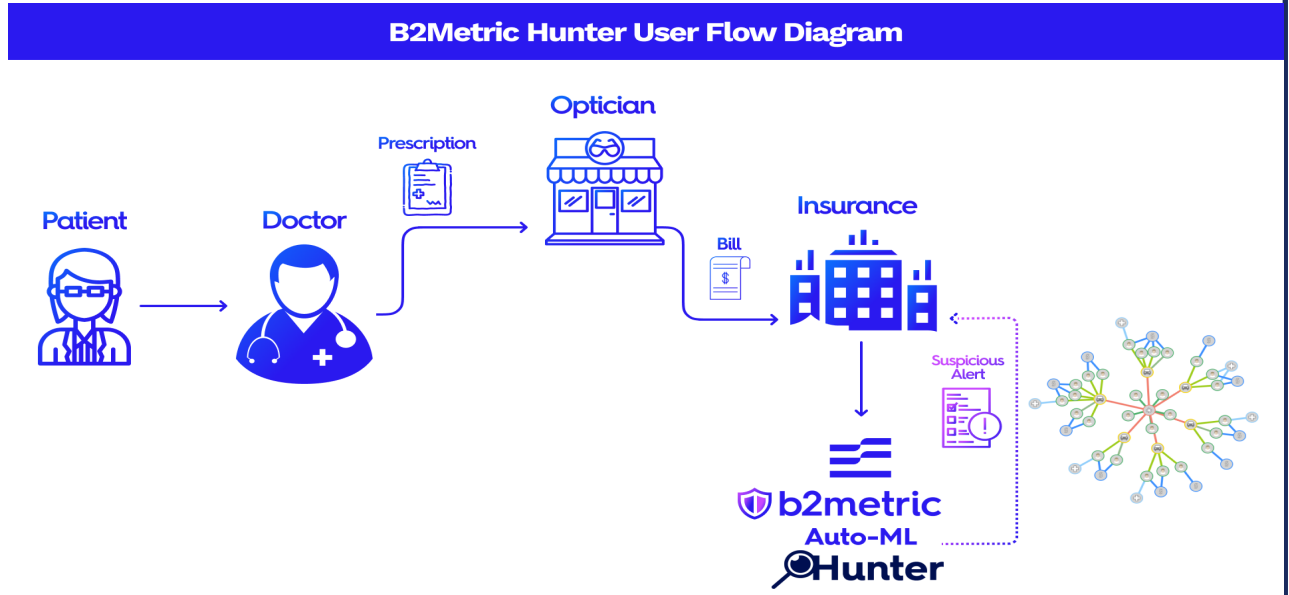 B2Metric Hunter User Flow Diagram
Optician
Prescription
Patient
Doctor
Insurance
Bill
$
Suspicious
Alert
b2metric
Auto-ML
Hunter